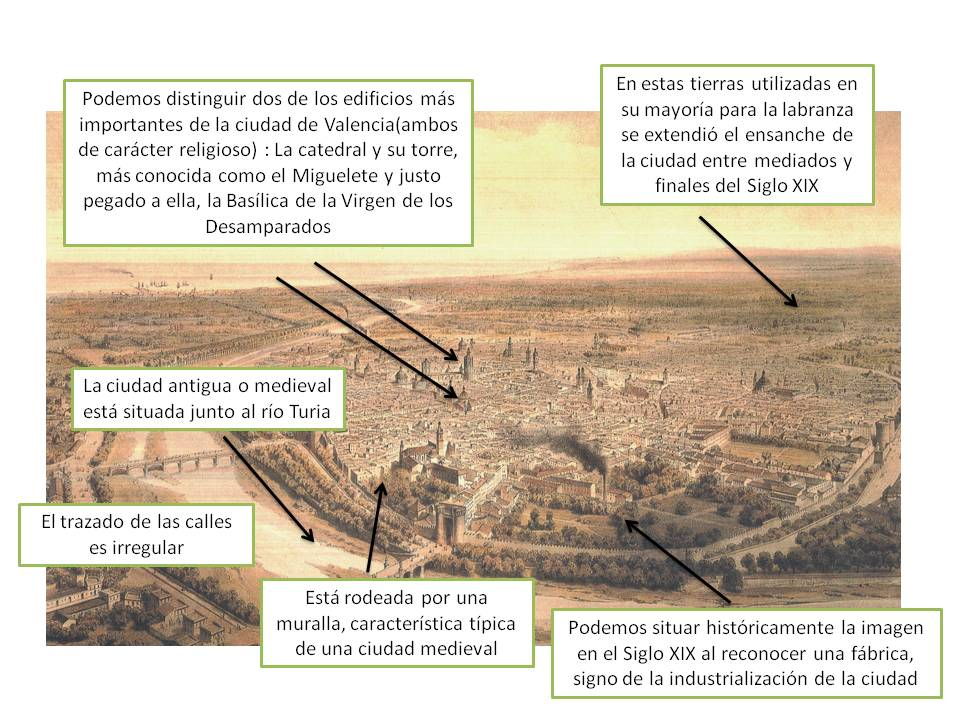 Podemos distinguir dos de los edificios más
importantes de la ciudad de Valencia(ambos
de carácter religioso) : La catedral y su torre,
más conocida como el Miguelete y justo
pegado a ella, la Basílica de la Virgen de los
Desamparados
En estas tierras utilizadas en
su mayoría para la labranza
se extendió el ensanche de
la ciudad entre mediados y
finales del Siglo XIX
La ciudad antigua o medieval
está situada junto al río Turia
El trazado de las calles
es irregular
Está rodeada por una
muralla, característica típica
de una ciudad medieval
Podemos situar históricamente la imagen
en el Siglo XIX al reconocer una fábrica,
signo de la industrialización de la ciudad